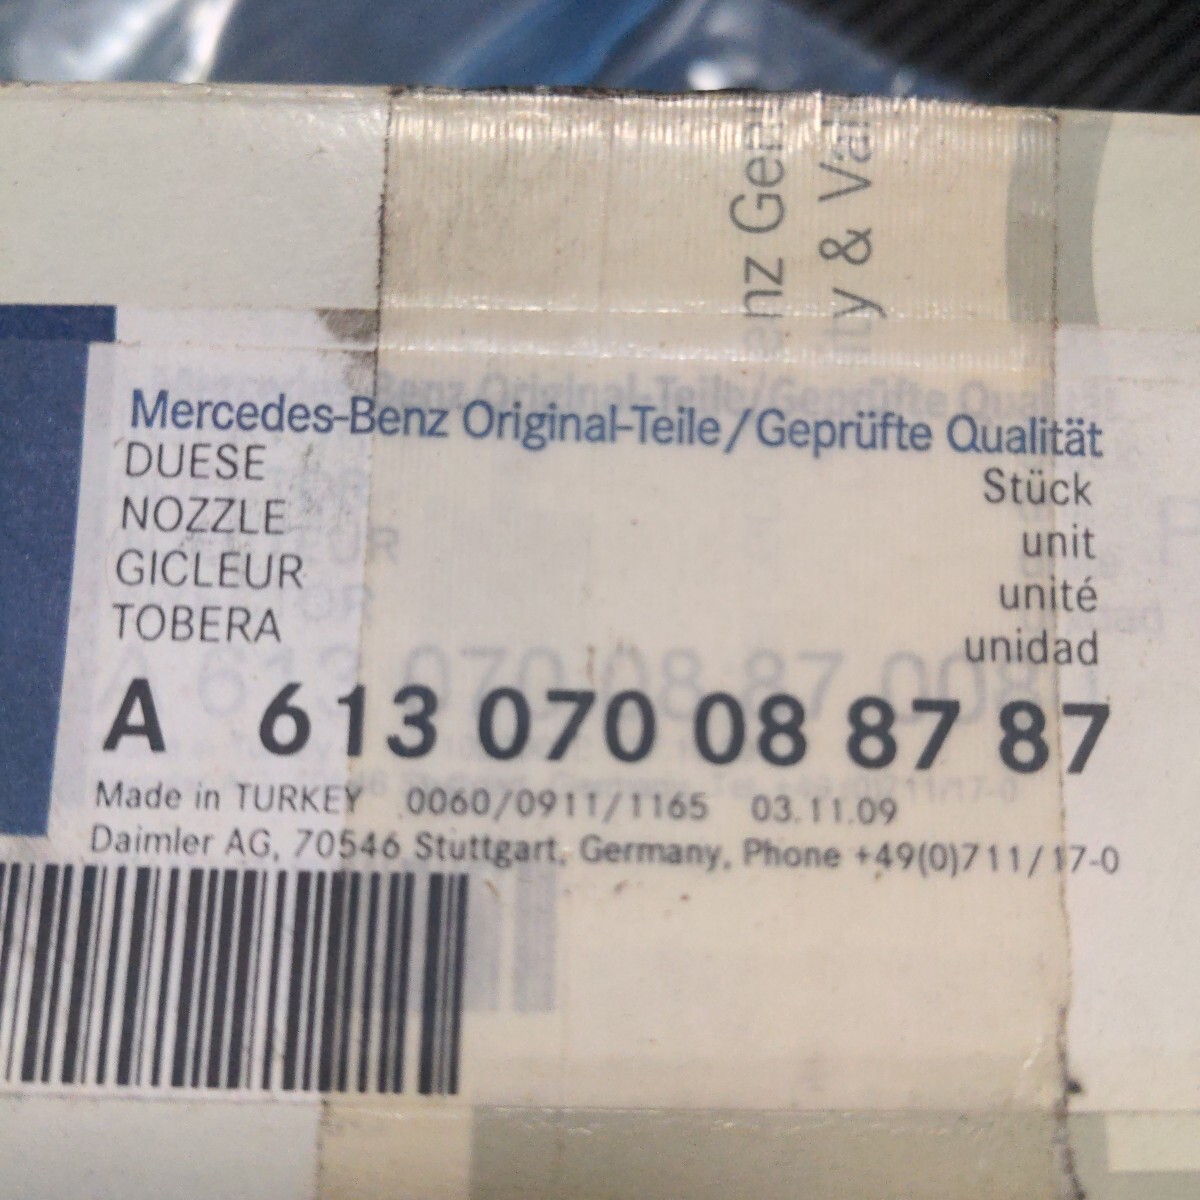 enz Gen
y & Val
Mercedes-Benz Original-Teile/Geprüfte Qualität
DUESE
Stück
NOZZLE
unit
GICLEUR
unité
TOBERA
unidad
A 613 070 08 87 87
Made in TURKEY 0060/0911/1165 03.11.09
Daimler AG, 70546 Stuttgart, Germany, Phone +49(0)711/17-0